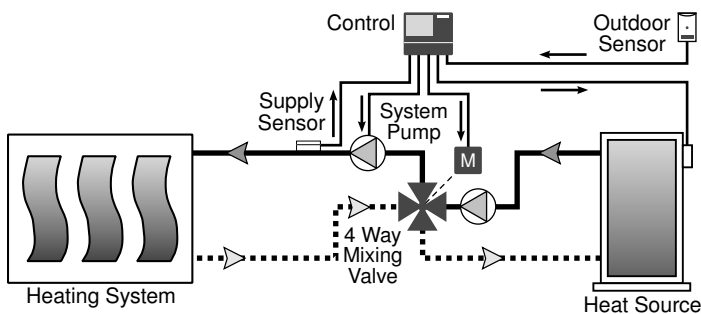 Control
Outdoor
Sensor
Supply
Sensor
System
Pump
M
4 Way
Mixing
Valve
Heating System
Heat Source